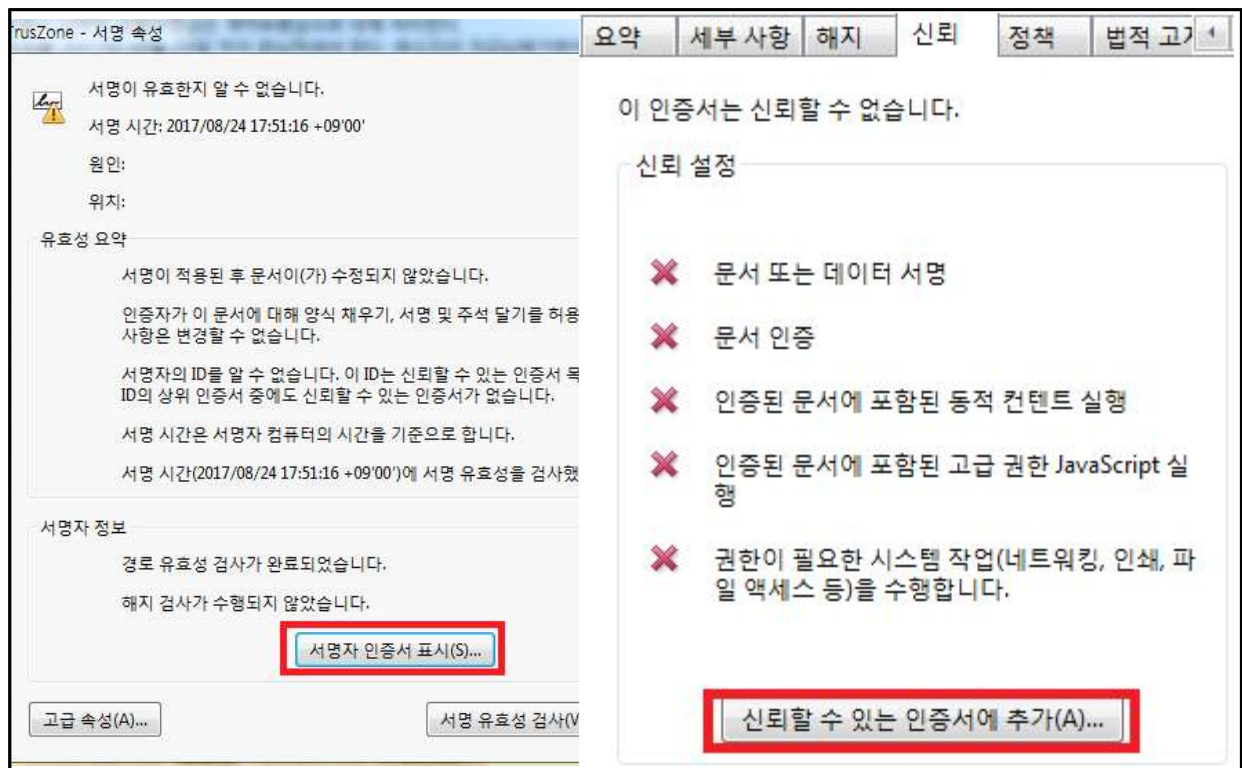 TrusZone - 서명 속성
서명이 유효한지 알 수 없습니다.
서명 시간: 2017/08/24 17:51:16 +09'00'
원인:
위치:
유효성 요약
서명이 적용된 후 문서이(가) 수정되지 않았습니다.
인증자가 이 문서에 대해 양식 채우기, 서명 및 주석 달기를 허용
사항은 변경할 수 없습니다.
서명자의 ID를 알 수 없습니다. 이 ID는 신뢰할 수 있는 인증서 목
ID의 상위 인증서 중에도 신뢰할 수 있는 인증서가 없습니다.
서명 시간은 서명자 컴퓨터의 시간을 기준으로 합니다.
서명 시간(2017/08/24 17:51:16 +09'00')에 서명 유효성을 검사했
서명자 정보
경로 유효성 검사가 완료되었습니다.
해지 검사가 수행되지 않았습니다.
서명자 인증서 표시(S)...
고급 속성(A)...
서명 유효성 검사(V
요약
세부 사항
해지
신뢰
정책
법적 고지
이 인증서는 신뢰할 수 없습니다.
신뢰 설정
문서 또는 데이터 서명
문서 인증
인증된 문서에 포함된 동적 컨텐트 실행
인증된 문서에 포함된 고급 권한 JavaScript 실
행
권한이 필요한 시스템 작업(네트워킹, 인쇄, 파
일 액세스 등)을 수행합니다.
신뢰할 수 있는 인증서에 추가(A)...